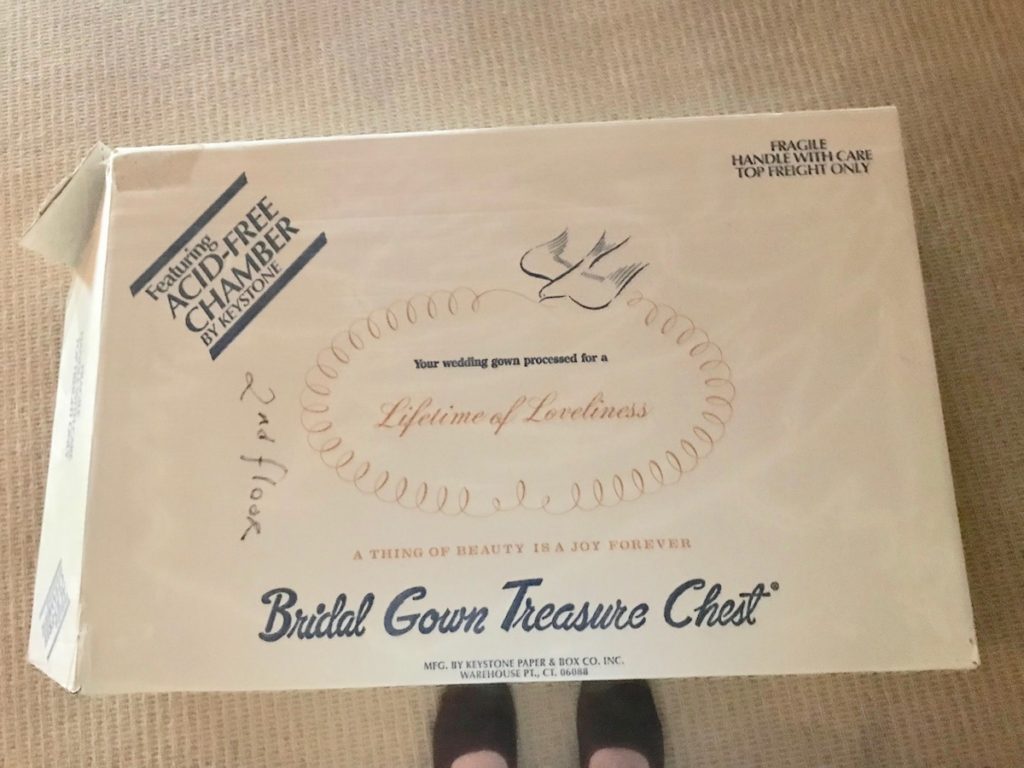 Featuring
ACID-FREE
CHAMBER
BY KEYSTONE
FRAGILE
HANDLE WITH CARE
TOP FREIGHT ONLY
Your wedding gown processed for a
Lifetime of Loveliness
2nd floor
A THING OF BEAUTY IS A JOY FOREVER
Bridal Gown Treasure Chest®
MFG. BY KEYSTONE PAPER & BOX CO. INC.
WAREHOUSE PT., CT. 06088